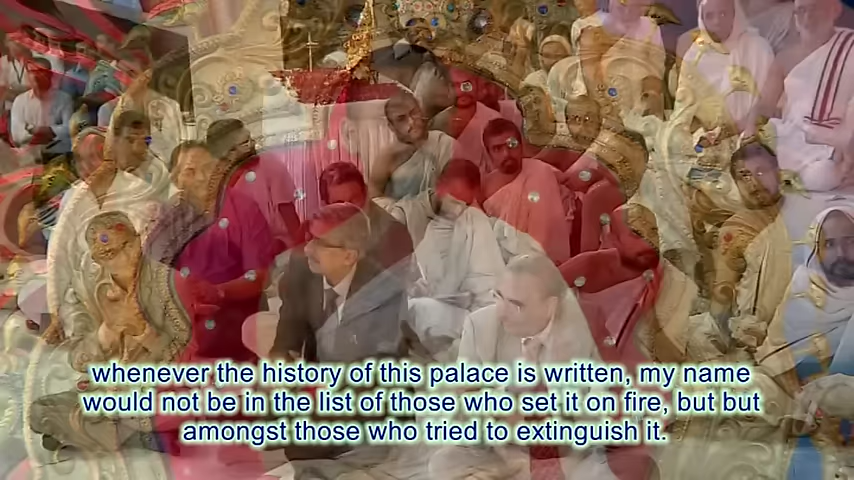 whenever the history of this palace is written, my name
would not be in the list of those who set it on fire, but but
amongst those who tried to extinguish it.